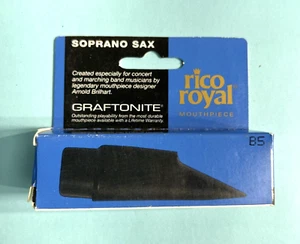 SOPRANO SAX
Created especially for concert
and marching band musicians by
legendary mouthpiece designer
Arnold Brilhart.
GRAFTONITE®
Outstanding playability from the most durable
mouthpiece available with a Lifetime Warranty.
rico
royal®
MOUTHPIECE
B5